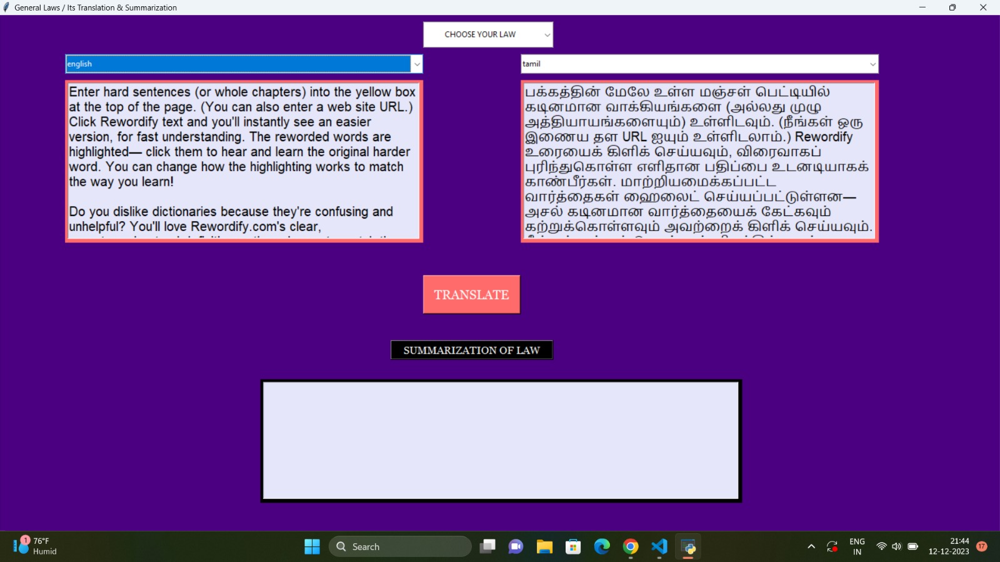 General Laws / Its Translation & Summarization
CHOOSE YOUR LAW
english
tamil
Enter hard sentences (or whole chapters) into the yellow box
at the top of the page. (You can also enter a web site URL.)
Click Rewordify text and you'll instantly see an easier
version, for fast understanding. The reworded words are
highlighted— click them to hear and learn the original harder
word. You can change how the highlighting works to match
the way you learn!
Do you dislike dictionaries because they're confusing and
unhelpful? You'll love Rewordify.com's clear,
பக்கத்தின் மேலே உள்ள மஞ்சள் பெட்டியில்
கடினமான வாக்கியங்களை (அல்லது முழு
அத்தியாயங்களையும்) உள்ளிடவும். (நீங்கள் ஒரு
இணைய தள URL ஐயும் உள்ளிடலாம்.) Rewordify
உரையைக் கிளிக் செய்யவும், விரைவாகப்
புரிந்துகொள்ள எளிதான பதிப்பை உடனடியாகக்
காண்பீர்கள். மாற்றியமைக்கப்பட்ட
வார்த்தைகள் ஹைலைட் செய்யப்பட்டுள்ளன—
அசல் கடினமான வார்த்தையைக் கேட்கவும்
கற்றுக்கொள்ளவும் அவற்றைக் கிளிக் செய்யவும்.
TRANSLATE
SUMMARIZATION OF LAW
1
76°F
Humid
Search
ENG
IN
21:44
12-12-2023
17